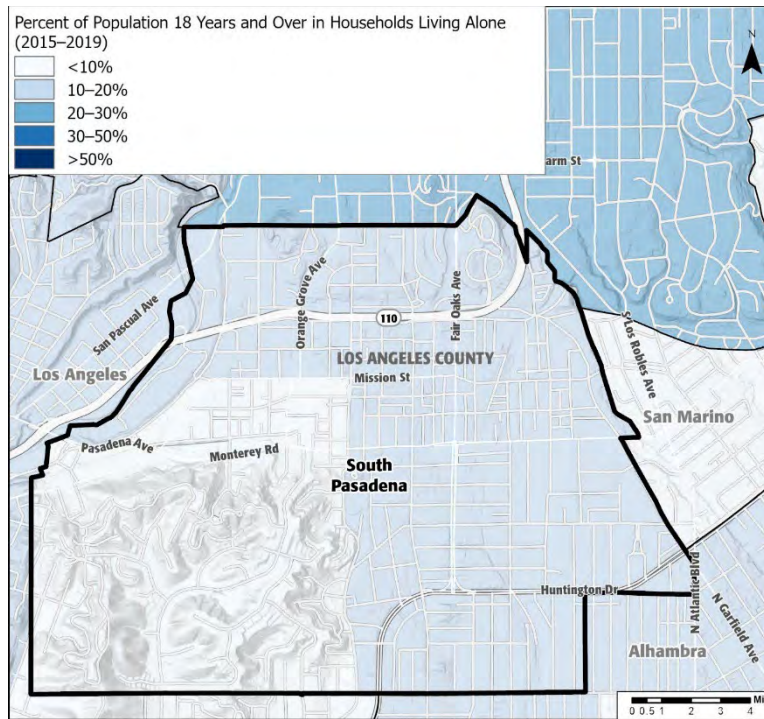 Percent of Population 18 Years and Over in Households Living Alone
(2015–2019)
<10%
10–20%
20–30%
30–50%
>50%
N
arm St
San Pascual Ave
Orange Grove Ave
110
Fair Oaks Ave
S Los Robles Ave
LOS ANGELES COUNTY
Los Angeles
Mission St
San Marino
Pasadena Ave
Monterey Rd
South
Pasadena
Huntington Dr
N Atlantic Blvd
N Garfield Ave
Alhambra
Mi
0 0.5 1 2 3 4